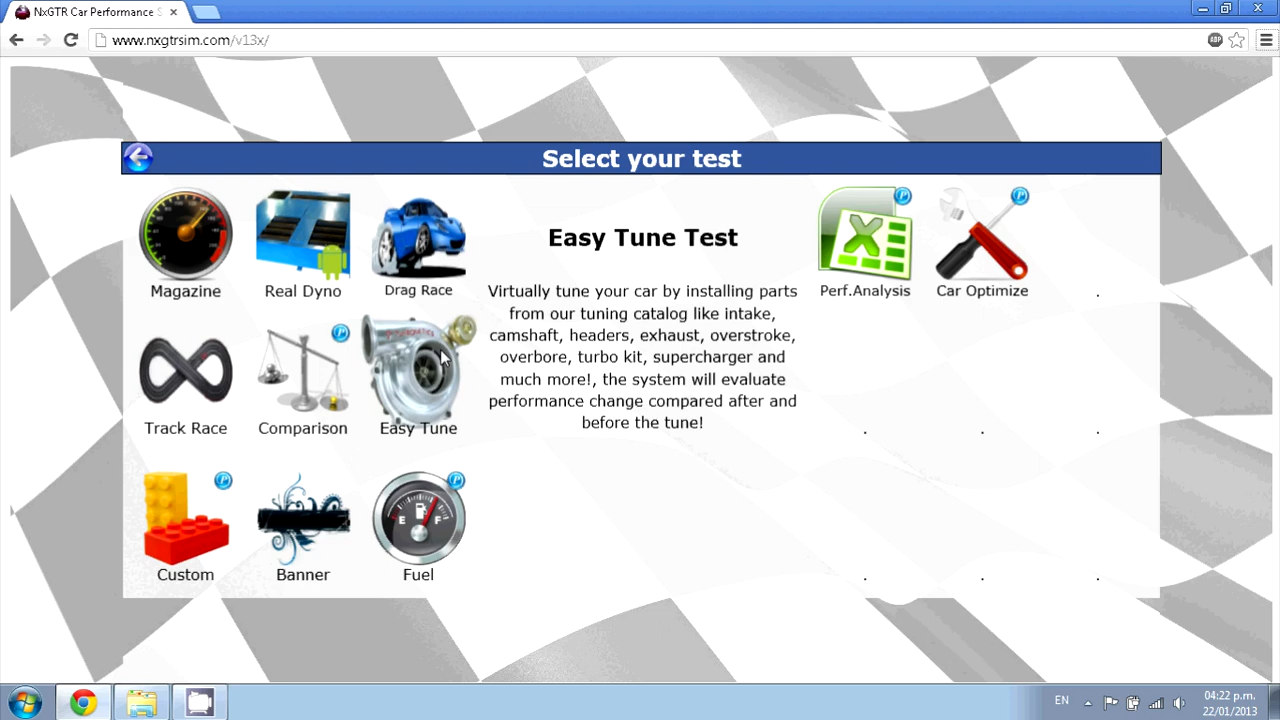 NxGTR Car Performance S
www.nxgtrsim.com/v13x/
ABP
Select your test
Magazine
Real Dyno
Drag Race
Easy Tune Test
Virtually tune your car by installing parts
from our tuning catalog like intake,
camshaft, headers, exhaust, overstroke,
overbore, turbo kit, supercharger and
much more!, the system will evaluate
performance change compared after and
before the tune!
P
Perf.Analysis
P
Car Optimize
.
Track Race
P
Comparison
Easy Tune
.
.
.
P
Custom
Banner
P
E
F
Fuel
.
.
.
EN
04:22 p.m.
22/01/2013